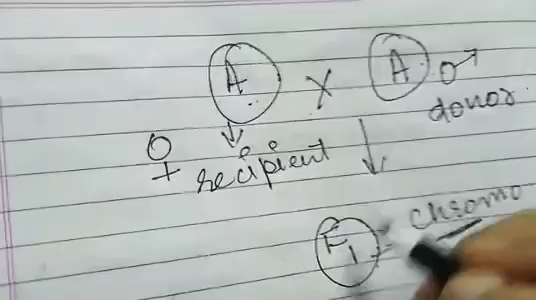 A × A ♂
donor
♀ recipient
F1 chromo